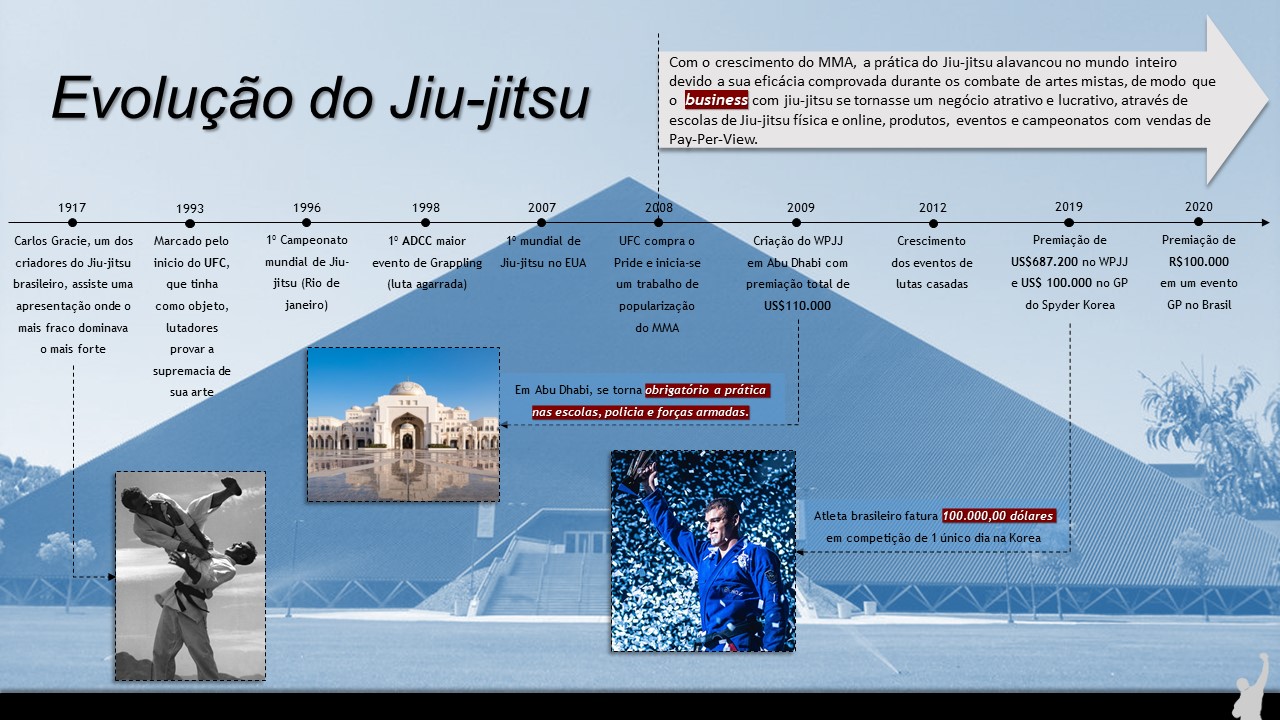 Evolução do Jiu-jitsu
Com o crescimento do MMA, a prática do Jiu-jitsu alavancou no mundo inteiro
devido a sua eficácia comprovada durante os combate de artes mistas, de modo que
o business com jiu-jitsu se tornasse um negócio atrativo e lucrativo, através de
escolas de Jiu-jitsu física e online, produtos, eventos e campeonatos com vendas de
Pay-Per-View.
1917
Carlos Gracie, um dos
criadores do Jiu-jitsu
brasileiro, assiste uma
apresentação onde o
mais fraco dominava
o mais forte
1993
Marcado pelo
inicio do UFC,
que tinha
como objeto,
lutadores
provar a
supremacia de
sua arte
1996
1º Campeonato
mundial de Jiu-
jitsu (Rio de
janeiro)
1998
1º ADCC maior
evento de Grappling
(luta agarrada)
2007
1º mundial de
Jiu-jitsu no EUA
2008
UFC compra o
Pride e inicia-se
um trabalho de
popularização
do MMA
2009
Criação do WPJJ
em Abu Dhabi com
premiação total de
US$110.000
2012
Crescimento
dos eventos de
lutas casadas
2019
Premiação de
US$687.200 no WPJJ
e US$ 100.000 no GP
do Spyder Korea
2020
Premiação de
R$100.000
em um evento
GP no Brasil
Em Abu Dhabi, se torna obrigatório a prática
nas escolas, policia e forças armadas.
Atleta brasileiro fatura 100.000,00 dólares
em competição de 1 único dia na Korea